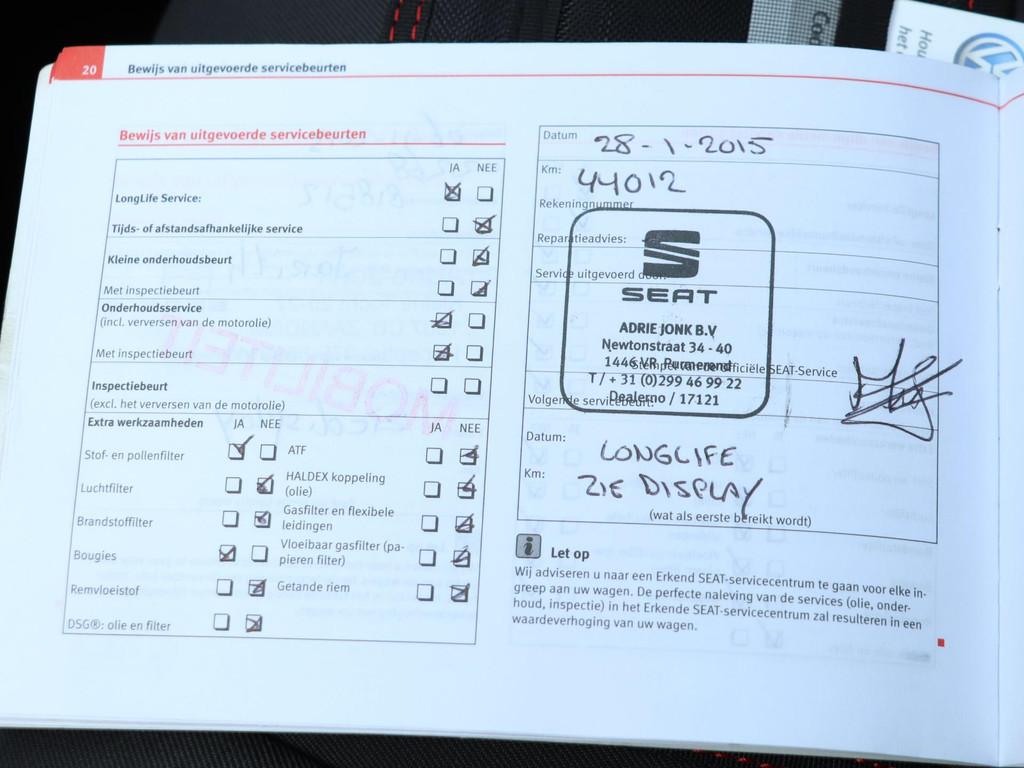 20 Bewijs van uitgevoerde servicebeurten
Bewijs van uitgevoerde servicebeurten
JA NEE
LongLife Service:
Tijds- of afstandsafhankelijke service
Kleine onderhoudsbeurt
Met inspectiebeurt
Onderhoudsservice
(incl. verversen van de motorolie)
Met inspectiebeurt
Inspectiebeurt
(excl. het verversen van de motorolie)
Extra werkzaamheden JA NEE JA NEE
Stof- en pollenfilter ATF
Luchtfilter HALDEX koppeling
(olie)
Brandstoffilter Gasfilter en flexibele
leidingen
Bougies Vloeibaar gasfilter (pa-
pieren filter)
Remvloeistof Getande riem
DSG®: olie en filter
Datum 28-1-2015
Km: 44012
Rekeningnummer
Reparatieadvies:
Service uitgevoerd door:
SEAT
ADRIE JONK B.V
Newtonstraat 34 - 40
1446 VR Purmerend
Stempel van de officiële SEAT-Service
T / + 31 (0)299 46 99 22
Dealerno / 17121
Volgende servicebeurt:
Datum: LONGLIFE
Km: ZIE DISPLAY
(wat als eerste bereikt wordt)
i Let op
Wij adviseren u naar een Erkend SEAT-servicecentrum te gaan voor elke in-
greep aan uw wagen. De perfecte naleving van de services (olie, onder-
houd, inspectie) in het Erkende SEAT-servicecentrum zal resulteren in een
waardeverhoging van uw wagen.